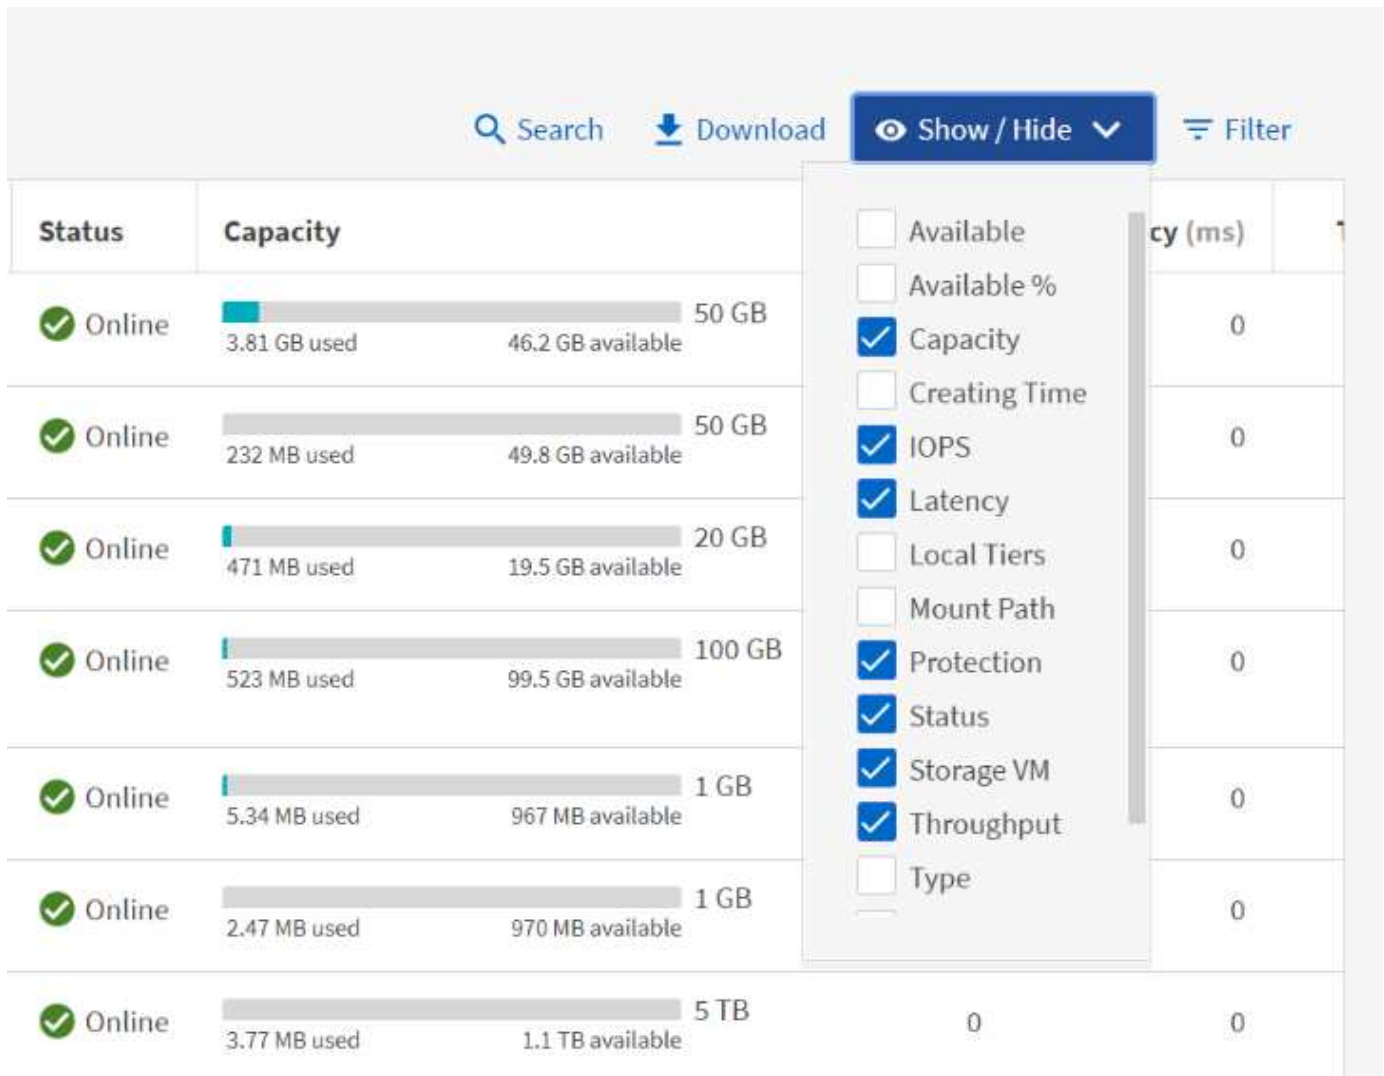 Search Download Show / Hide Filter
Status Capacity cy (ms)
Online 50 GB 0
3.81 GB used 46.2 GB available
Online 50 GB 0
232 MB used 49.8 GB available
Online 20 GB 0
471 MB used 19.5 GB available
Online 100 GB 0
523 MB used 99.5 GB available
Online 1 GB 0
5.34 MB used 967 MB available
Online 1 GB 0
2.47 MB used 970 MB available
Online 5 TB 0 0
3.77 MB used 1.1 TB available
Available
Available %
Capacity
Creating Time
IOPS
Latency
Local Tiers
Mount Path
Protection
Status
Storage VM
Throughput
Type